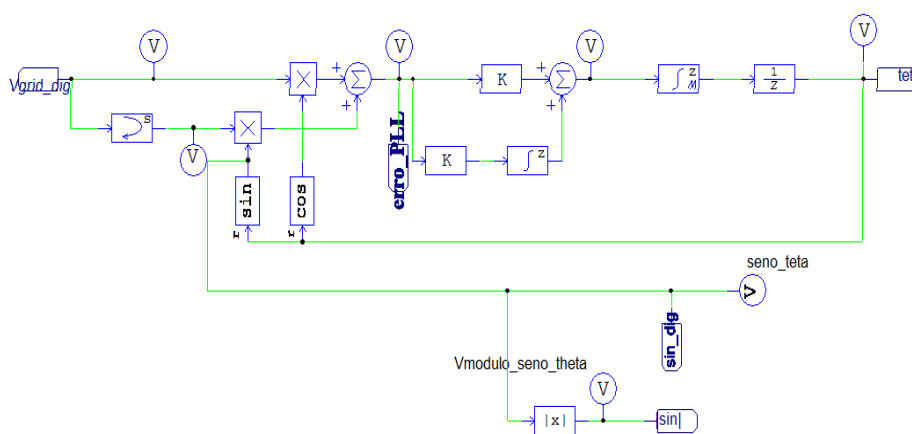 V
V
V
V
Vgrid_dig
K
z
1
z
tet
s
V
K
z
sin
cos
r
r
erro_PLL
seno_teta
V
sin_dig
Vmodulo_seno_theta
V
|x|
|sin|